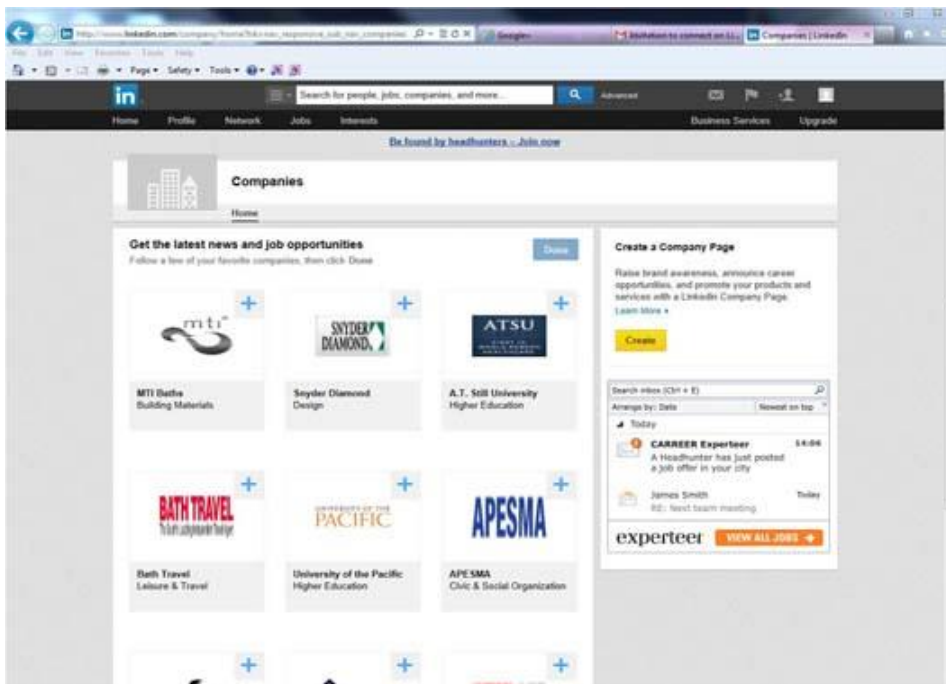 Page Safety Tools
in Search for people, jobs, companies, and more... Advanced
Home Profile Network Jobs Interests Business Services Upgrade
Be found by headhunters - Join now
Companies
Home
Get the latest news and job opportunities
Follow a few of your favorite companies, then click Done
Done
mti
MTI Baths
Building Materials
SNYDER
DIAMOND
Snyder Diamond
Design
ATSU
A.T. Still University
Higher Education
BATH TRAVEL
Bath Travel
Leisure & Travel
UNIVERSITY OF THE
PACIFIC
University of the Pacific
Higher Education
APESMA
APESMA
Civic & Social Organization
Create a Company Page
Raise brand awareness, announce career
opportunities, and promote your products and
services with a LinkedIn Company Page.
Learn More
Create
Search inbox (Ctrl + E)
Arrange by: Date Newest on top
Today
CARREER Experteer 14:06
A Headhunter has just posted
a job offer in your city
James Smith Today
RE: Next team meeting
experteer VIEW ALL JOBS